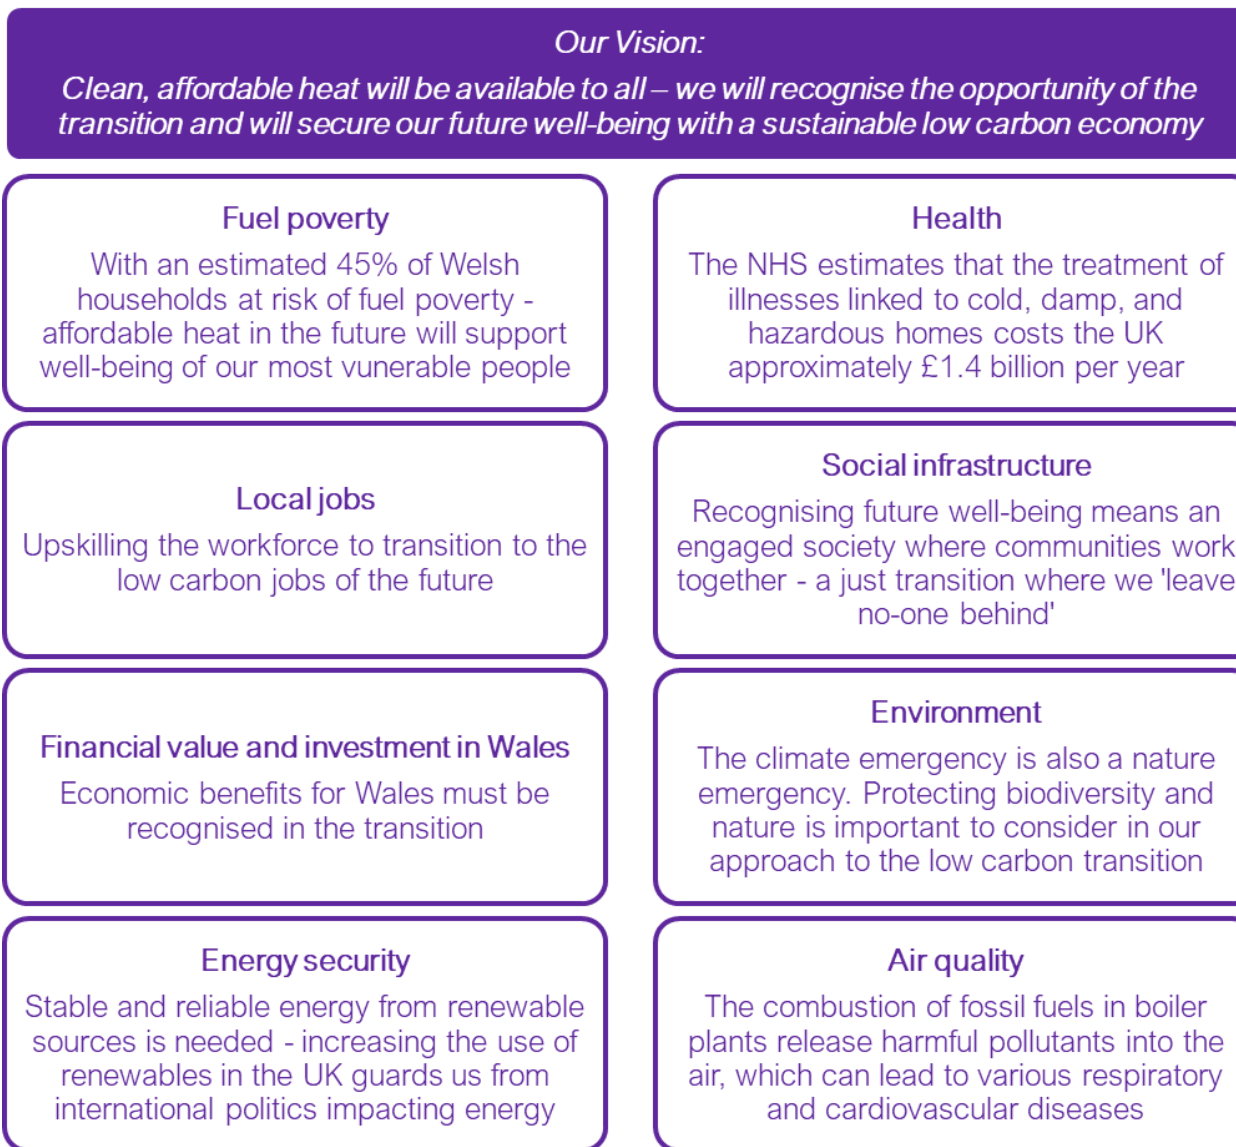 Our Vision:
Clean, affordable heat will be available to all – we will recognise the opportunity of the
transition and will secure our future well-being with a sustainable low carbon economy
Fuel poverty
With an estimated 45% of Welsh
households at risk of fuel poverty -
affordable heat in the future will support
well-being of our most vunerable people
Health
The NHS estimates that the treatment of
illnesses linked to cold, damp, and
hazardous homes costs the UK
approximately £1.4 billion per year
Local jobs
Upskilling the workforce to transition to the
low carbon jobs of the future
Social infrastructure
Recognising future well-being means an
engaged society where communities work
together - a just transition where we 'leave
no-one behind'
Financial value and investment in Wales
Economic benefits for Wales must be
recognised in the transition
Environment
The climate emergency is also a nature
emergency. Protecting biodiversity and
nature is important to consider in our
approach to the low carbon transition
Energy security
Stable and reliable energy from renewable
sources is needed - increasing the use of
renewables in the UK guards us from
international politics impacting energy
Air quality
The combustion of fossil fuels in boiler
plants release harmful pollutants into the
air, which can lead to various respiratory
and cardiovascular diseases